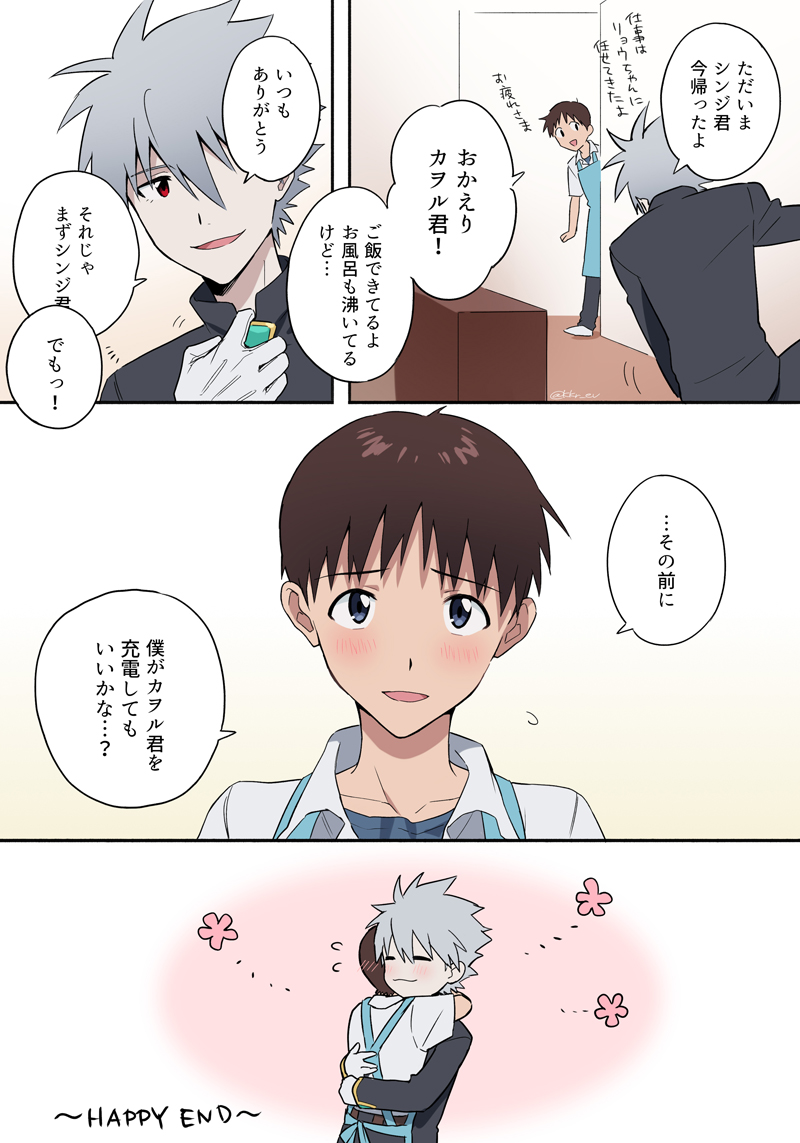 ただいま
シンジ君
今帰ったよ
仕事は
リョウちゃんに
任せてきたよ
お疲れさま
おかえり
カヲル君!
ご飯できてるよ
お風呂も沸いてる
けど…
@kkr_ev
いつも
ありがとう
それじゃ
まずシンジ君
でもっ!
…その前に
僕がカヲル君を
充電しても
いいかな…?
～HAPPY END～